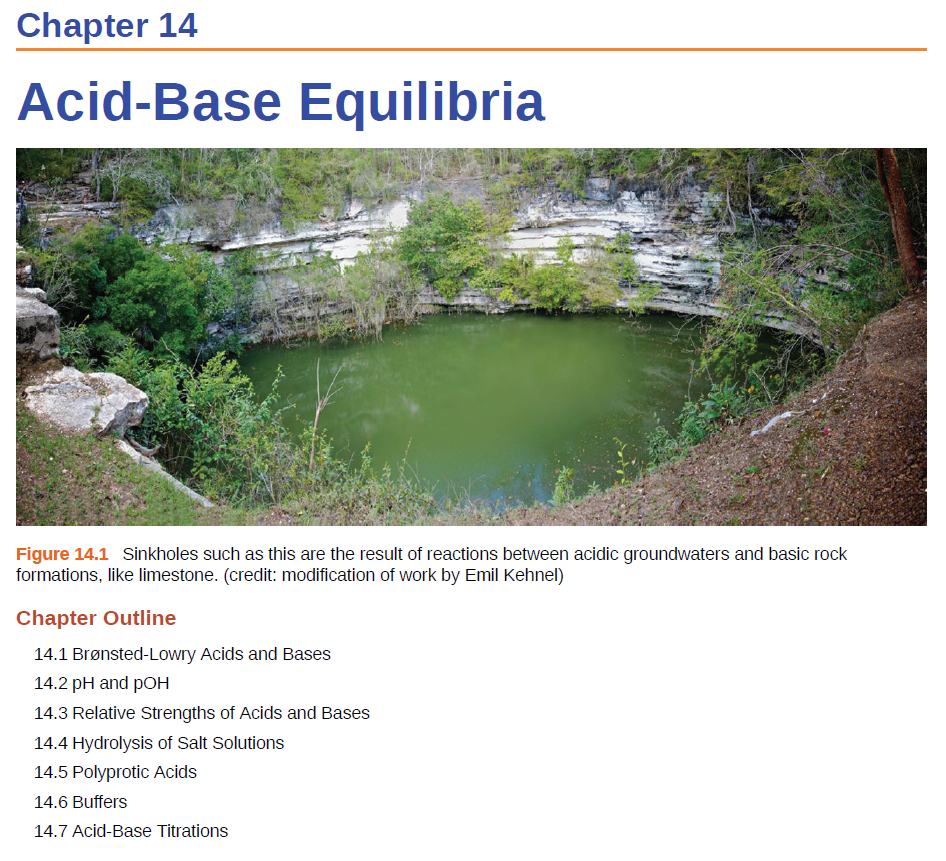 Chapter 14
Acid-Base Equilibria
Figure 14.1 Sinkholes such as this are the result of reactions between acidic groundwaters and basic rock
formations, like limestone. (credit: modification of work by Emil Kehnel)
Chapter Outline
14.1 Brønsted-Lowry Acids and Bases
14.2 pH and pOH
14.3 Relative Strengths of Acids and Bases
14.4 Hydrolysis of Salt Solutions
14.5 Polyprotic Acids
14.6 Buffers
14.7 Acid-Base Titrations